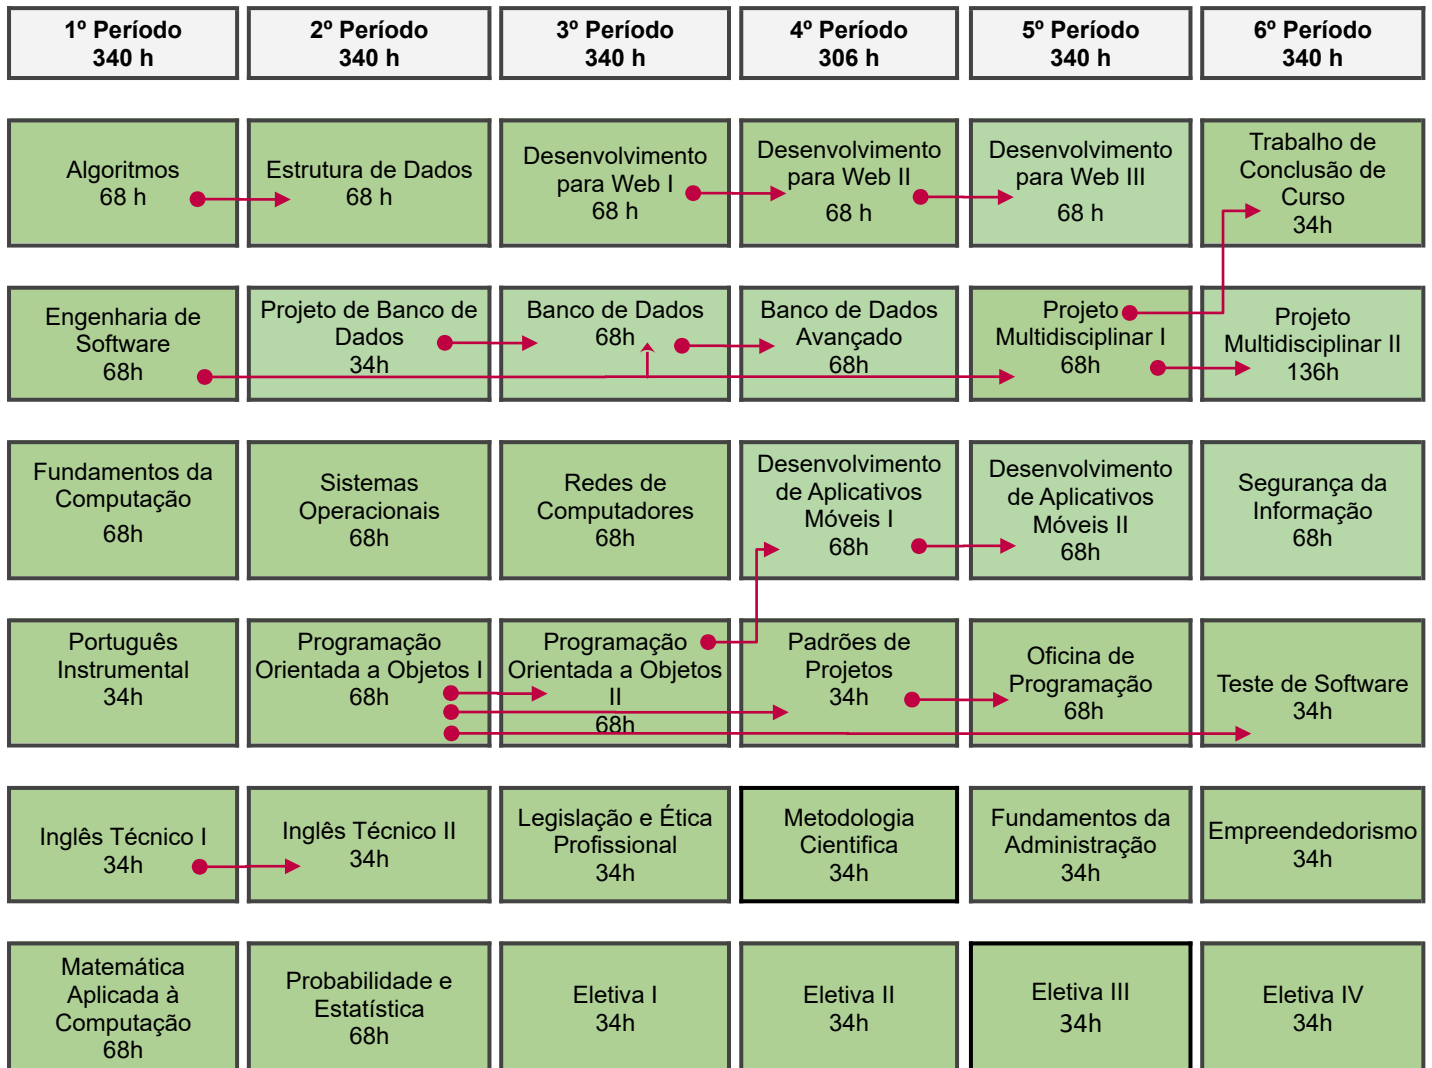 1º Período
340 h
2º Período
340 h
3º Período
340 h
4º Período
306 h
5º Período
340 h
6º Período
340 h
Algoritmos
68 h
Estrutura de Dados
68 h
Desenvolvimento
para Web I
68 h
Desenvolvimento
para Web II
68 h
Desenvolvimento
para Web III
68 h
Trabalho de
Conclusão de
Curso
34h
Engenharia de
Software
68h
Projeto de Banco de
Dados
34h
Banco de Dados
68h
Banco de Dados
Avançado
68h
Projeto
Multidisciplinar I
68h
Projeto
Multidisciplinar II
136h
Fundamentos da
Computação
68h
Sistemas
Operacionais
68h
Redes de
Computadores
68h
Desenvolvimento
de Aplicativos
Móveis I
68h
Desenvolvimento
de Aplicativos
Móveis II
68h
Segurança da
Informação
68h
Português
Instrumental
34h
Programação
Orientada a Objetos I
68h
Programação
Orientada a Objetos
II
68h
Padrões de
Projetos
34h
Oficina de
Programação
68h
Teste de Software
34h
Inglês Técnico I
34h
Inglês Técnico II
34h
Legislação e Ética
Profissional
34h
Metodologia
Cientifica
34h
Fundamentos da
Administração
34h
Empreendedorismo
34h
Matemática
Aplicada à
Computação
68h
Probabilidade e
Estatística
68h
Eletiva I
34h
Eletiva II
34h
Eletiva III
34h
Eletiva IV
34h